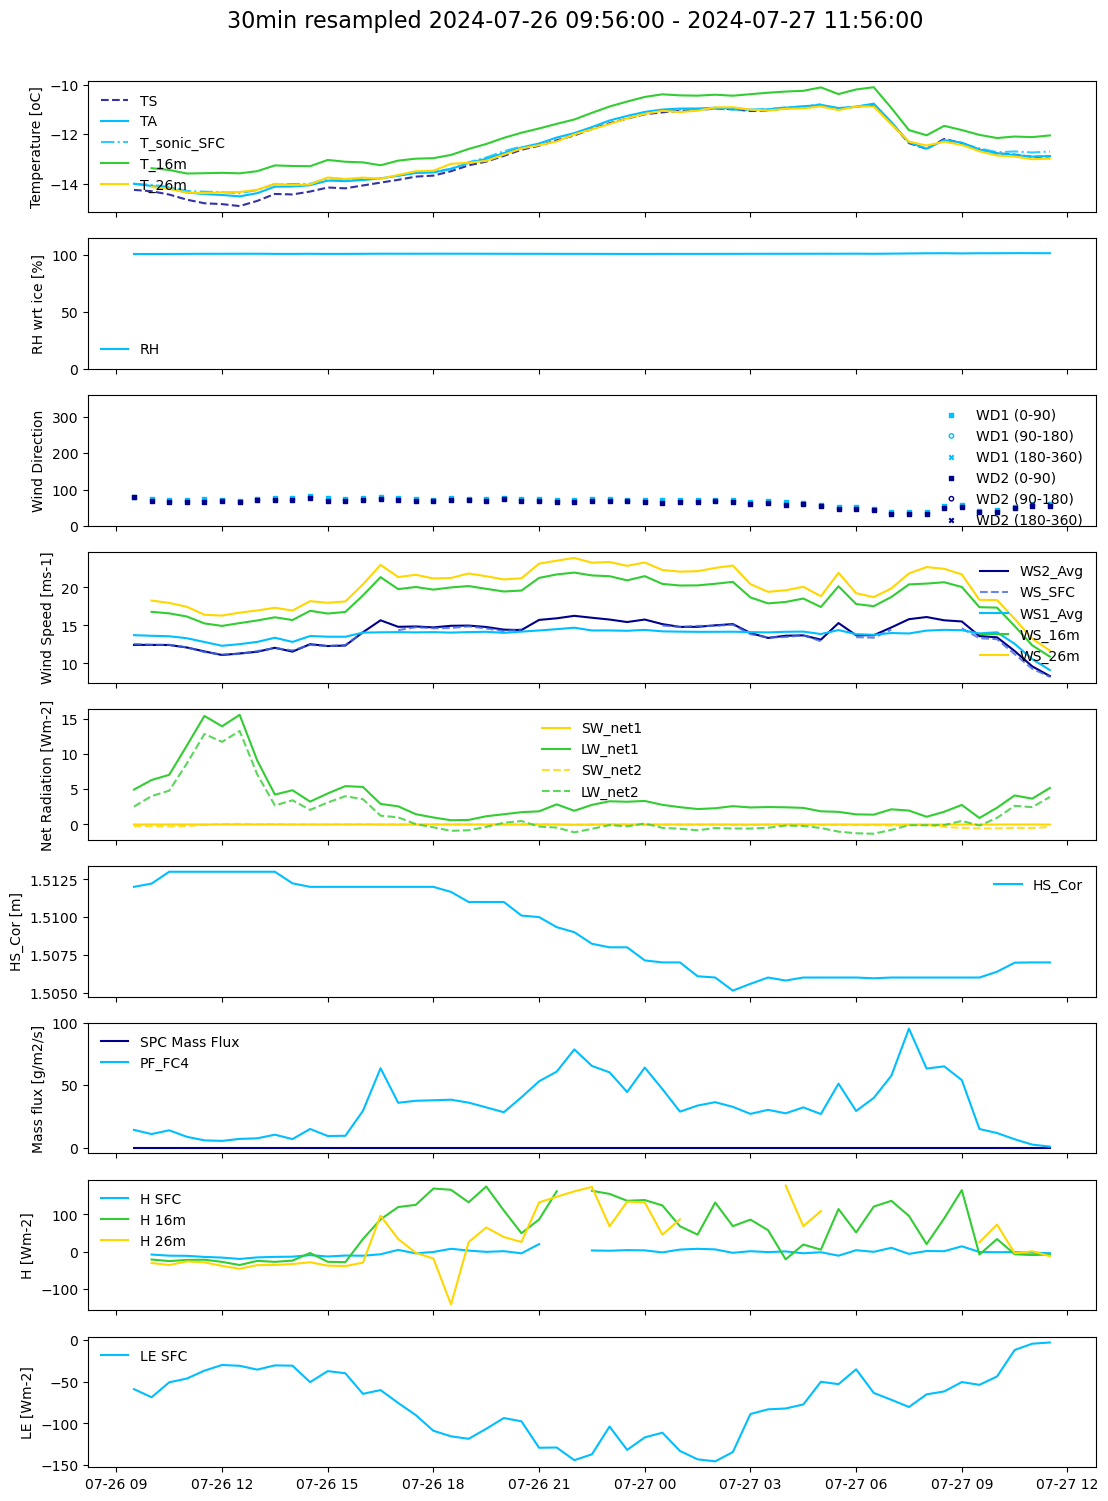 30min resampled 2024-07-26 09:56:00 - 2024-07-27 11:56:00
Temperature [oC]
−10
−12
−14
TS
TA
T_sonic_SFC
T_16m
T_26m
RH wrt ice [%]
100
50
0
RH
Wind Direction
300
200
100
0
WD1 (0-90)
WD1 (90-180)
WD1 (180-360)
WD2 (0-90)
WD2 (90-180)
WD2 (180-360)
Wind Speed [ms-1]
20
15
10
WS2_Avg
WS_SFC
WS1_Avg
WS_16m
WS_26m
Net Radiation [Wm-2]
15
10
5
0
SW_net1
LW_net1
SW_net2
LW_net2
HS_Cor [m]
1.5125
1.5100
1.5075
1.5050
HS_Cor
Mass flux [g/m2/s]
100
50
0
SPC Mass Flux
PF_FC4
H [Wm-2]
100
0
−100
H SFC
H 16m
H 26m
LE [Wm-2]
0
−50
−100
−150
LE SFC
07-26 09 07-26 12 07-26 15 07-26 18 07-26 21 07-27 00 07-27 03 07-27 06 07-27 09 07-27 12